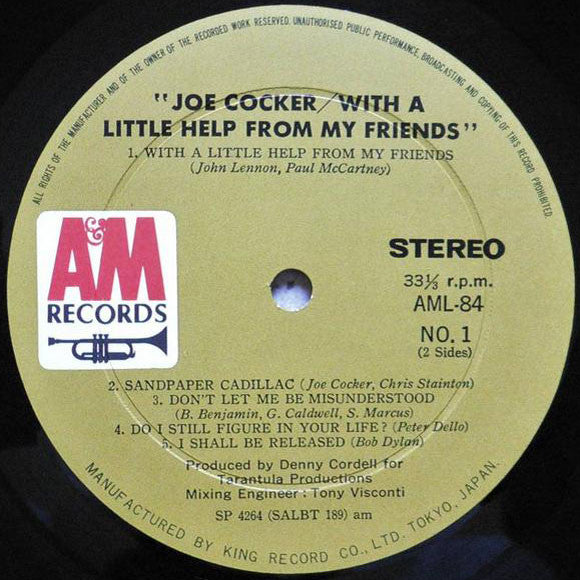 ALL RIGHTS OF THE MANUFACTURER AND OF THE OWNER OF THE RECORDED WORK RESERVED. UNAUTHORISED PUBLIC PERFORMANCE, BROADCASTING AND COPYING OF THIS RECORD PROHIBITED.
"JOE COCKER/WITH A
LITTLE HELP FROM MY FRIENDS"
1. WITH A LITTLE HELP FROM MY FRIENDS
(John Lennon, Paul McCartney)
A&M
RECORDS
STEREO
33⅓ r.p.m.
AML-84
NO. 1
(2 Sides)
2. SANDPAPER CADILLAC (Joe Cocker, Chris Stainton)
3. DON'T LET ME BE MISUNDERSTOOD
(B. Benjamin, G. Caldwell, S. Marcus)
4. DO I STILL FIGURE IN YOUR LIFE? (Peter Dello)
5. I SHALL BE RELEASED (Bob Dylan)
Produced by Denny Cordell for
Tarantula Productions
Mixing Engineer : Tony Visconti
SP 4264 (SALBT 189) am
MANUFACTURED BY KING RECORD CO., LTD. TOKYO, JAPAN.